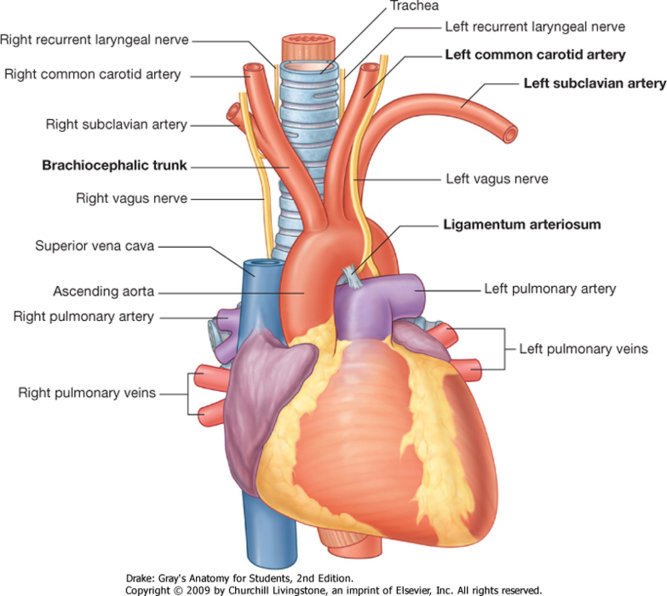 Trachea
Right recurrent laryngeal nerve
Left recurrent laryngeal nerve
Right common carotid artery
Left common carotid artery
Left subclavian artery
Right subclavian artery
Brachiocephalic trunk
Left vagus nerve
Right vagus nerve
Ligamentum arteriosum
Superior vena cava
Ascending aorta
Left pulmonary artery
Right pulmonary artery
Left pulmonary veins
Right pulmonary veins
Drake: Gray's Anatomy for Students, 2nd Edition.
Copyright © 2009 by Churchill Livingstone, an imprint of Elsevier, Inc. All rights reserved.